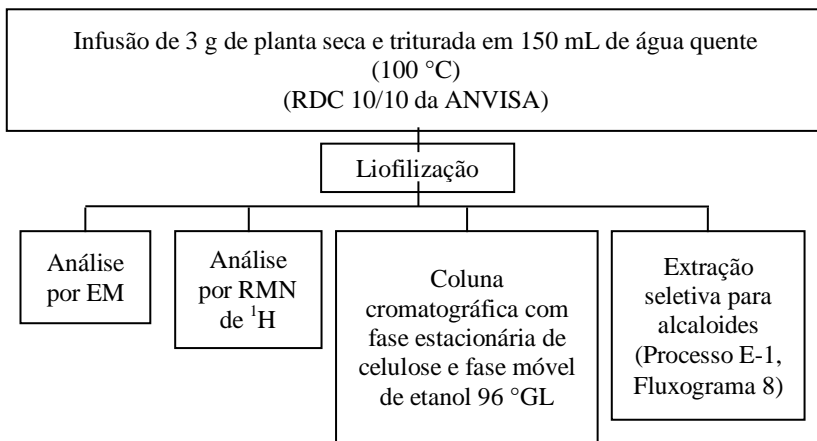 Infusão de 3 g de planta seca e triturada em 150 mL de água quente
(100 °C)
(RDC 10/10 da ANVISA)
Liofilização
Análise
por EM
Análise
por RMN
de ¹H
Coluna
cromatográfica com
fase estacionária de
celulose e fase móvel
de etanol 96 °GL
Extração
seletiva para
alcaloides
(Processo E-1,
Fluxograma 8)